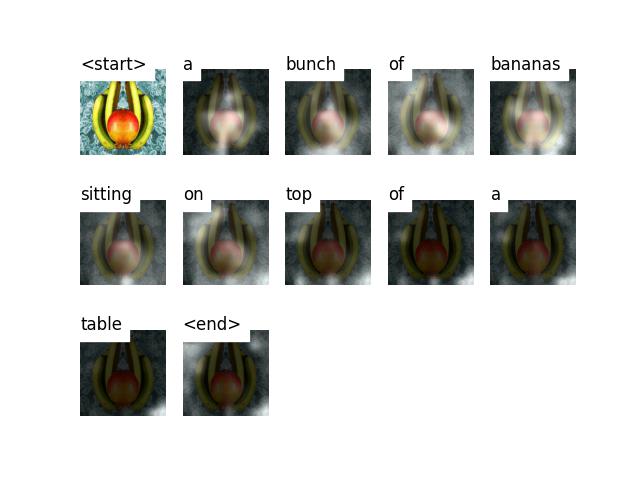 <start> a bunch of bananas
sitting on top of a
table <end>